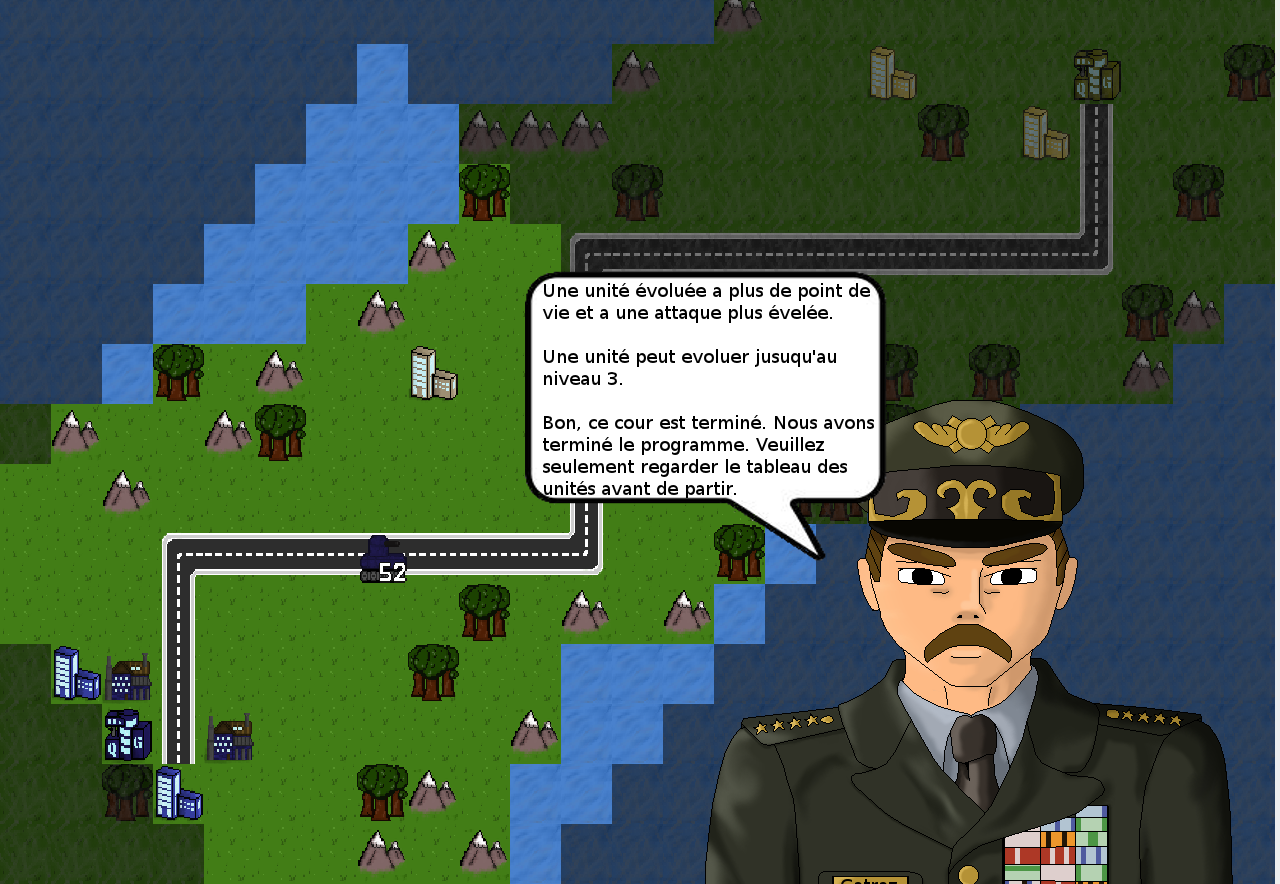 Une unité évoluée a plus de point de
vie et a une attaque plus évelée.
Une unité peut evoluer jusuqu'au
niveau 3.
Bon, ce cour est terminé. Nous avons
terminé le programme. Veuillez
seulement regarder le tableau des
unités avant de partir.
52
Q G
Q G